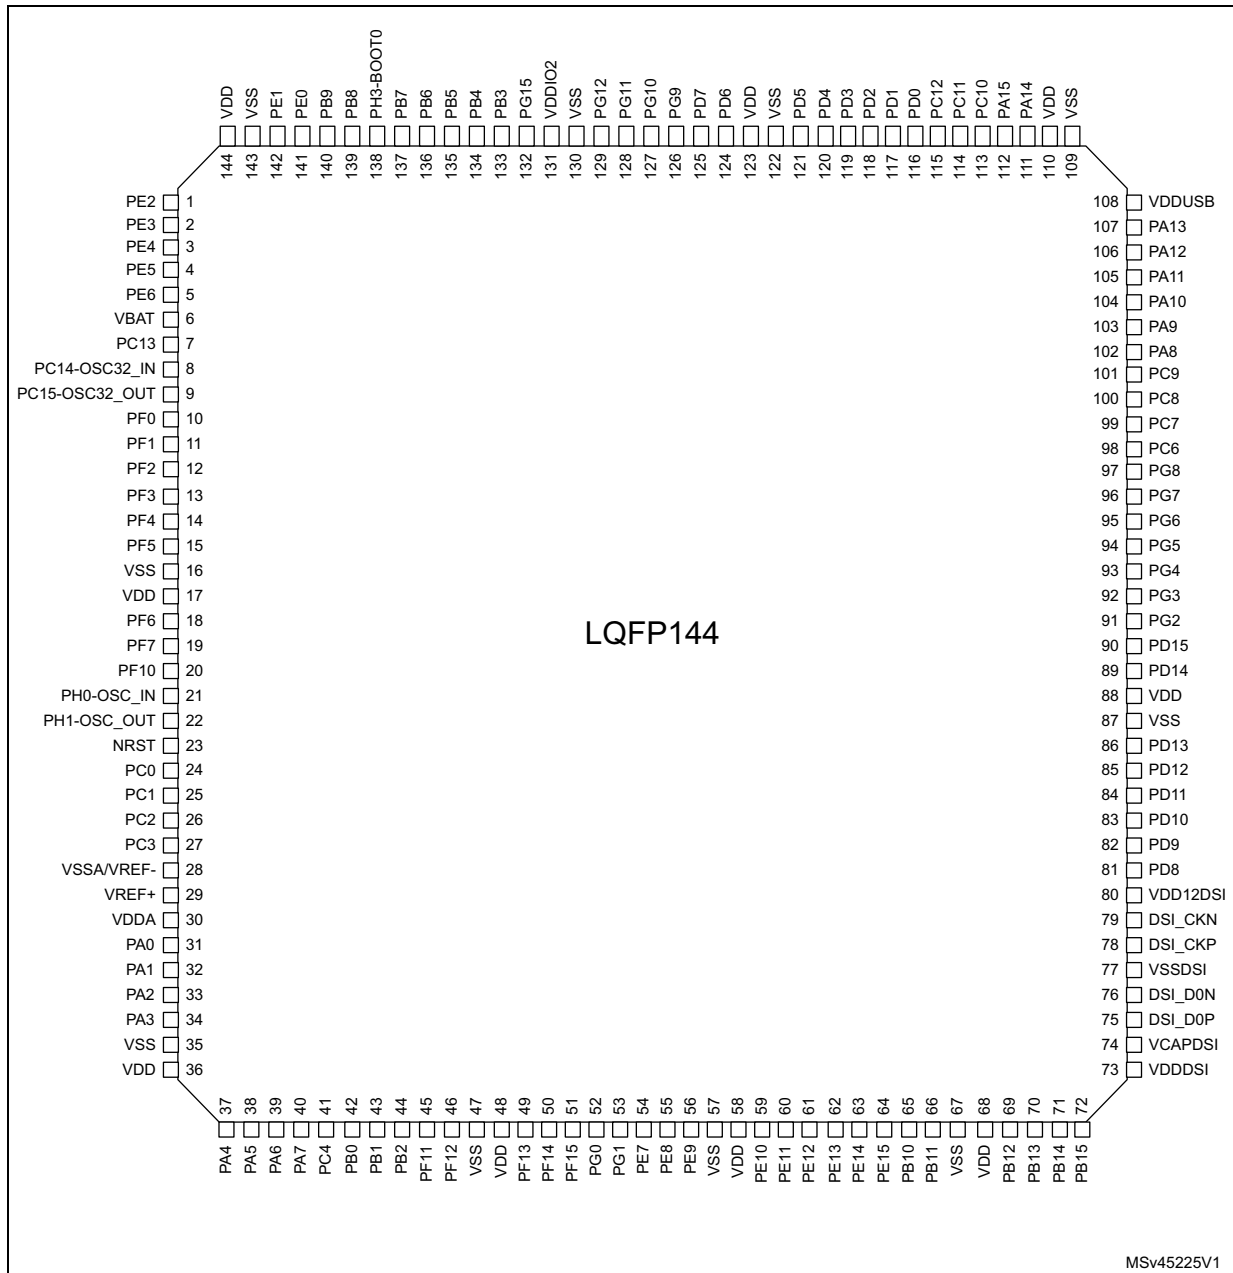 VDD VSS PE1 PE0 PB9 PB8 PH3-BOOT0 PB7 PB6 PB5 PB4 PB3 PG15 VDDIO2 VSS PG12 PG11 PG10 PG9 PD7 PD6 VDD VSS PD5 PD4 PD3 PD2 PD1 PD0 PC12 PC11 PC10 PA15 PA14 VDD VSS
144 143 142 141 140 139 138 137 136 135 134 133 132 131 130 129 128 127 126 125 124 123 122 121 120 119 118 117 116 115 114 113 112 111 110 109
PE2 1
PE3 2
PE4 3
PE5 4
PE6 5
VBAT 6
PC13 7
PC14-OSC32_IN 8
PC15-OSC32_OUT 9
PF0 10
PF1 11
PF2 12
PF3 13
PF4 14
PF5 15
VSS 16
VDD 17
PF6 18
PF7 19
PF10 20
PH0-OSC_IN 21
PH1-OSC_OUT 22
NRST 23
PC0 24
PC1 25
PC2 26
PC3 27
VSSA/VREF- 28
VREF+ 29
VDDA 30
PA0 31
PA1 32
PA2 33
PA3 34
VSS 35
VDD 36
LQFP144
108 VDDUSB
107 PA13
106 PA12
105 PA11
104 PA10
103 PA9
102 PA8
101 PC9
100 PC8
99 PC7
98 PC6
97 PG8
96 PG7
95 PG6
94 PG5
93 PG4
92 PG3
91 PG2
90 PD15
89 PD14
88 VDD
87 VSS
86 PD13
85 PD12
84 PD11
83 PD10
82 PD9
81 PD8
80 VDD12DSI
79 DSI_CKN
78 DSI_CKP
77 VSSDSI
76 DSI_D0N
75 DSI_D0P
74 VCAPDSI
73 VDDDSI
37 38 39 40 41 42 43 44 45 46 47 48 49 50 51 52 53 54 55 56 57 58 59 60 61 62 63 64 65 66 67 68 69 70 71 72
PA4 PA5 PA6 PA7 PC4 PB0 PB1 PB2 PF11 PF12 VSS VDD PF13 PF14 PF15 PG0 PG1 PE7 PE8 PE9 VSS VDD PE10 PE11 PE12 PE13 PE14 PE15 PB10 PB11 VSS VDD PB12 PB13 PB14 PB15
MSv45225V1